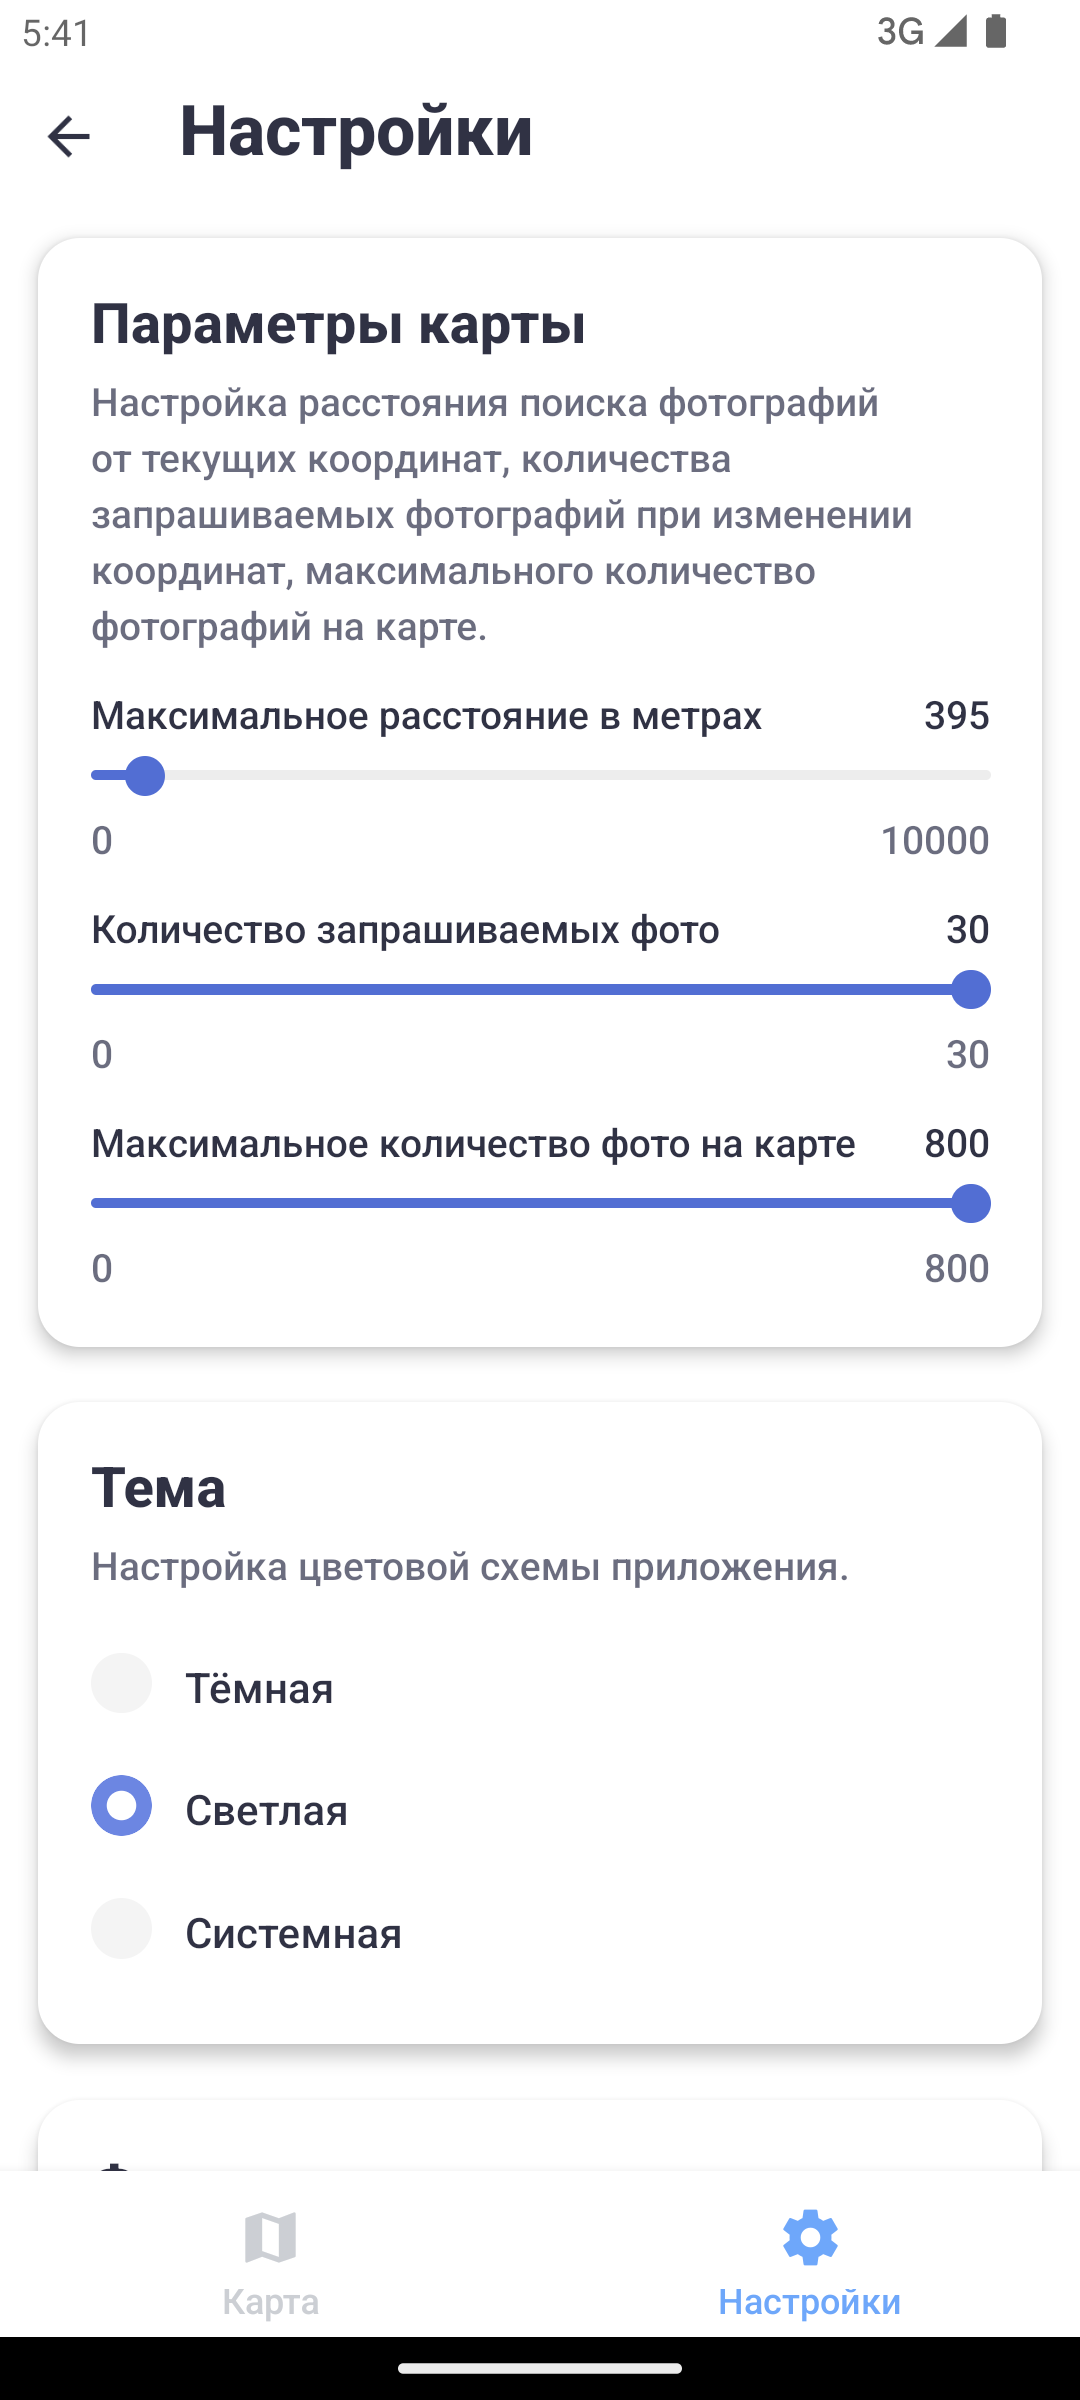 5:41
3G
Настройки
Параметры карты
Настройка расстояния поиска фотографий
от текущих координат, количества
запрашиваемых фотографий при изменении
координат, максимального количество
фотографий на карте.
Максимальное расстояние в метрах 395
0 10000
Количество запрашиваемых фото 30
0 30
Максимальное количество фото на карте 800
0 800
Тема
Настройка цветовой схемы приложения.
Тёмная
Светлая
Системная
Карта
Настройки